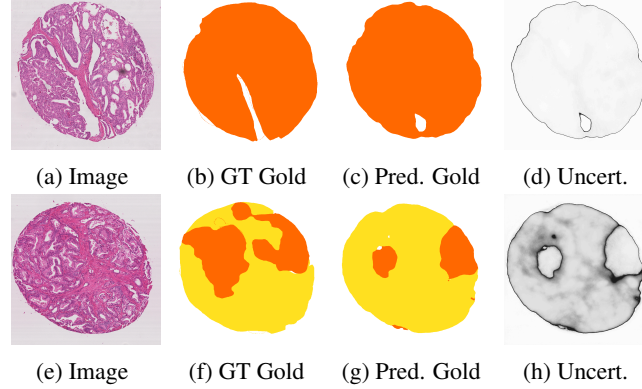 (a) Image (b) GT Gold (c) Pred. Gold (d) Uncert.
(e) Image (f) GT Gold (g) Pred. Gold (h) Uncert.